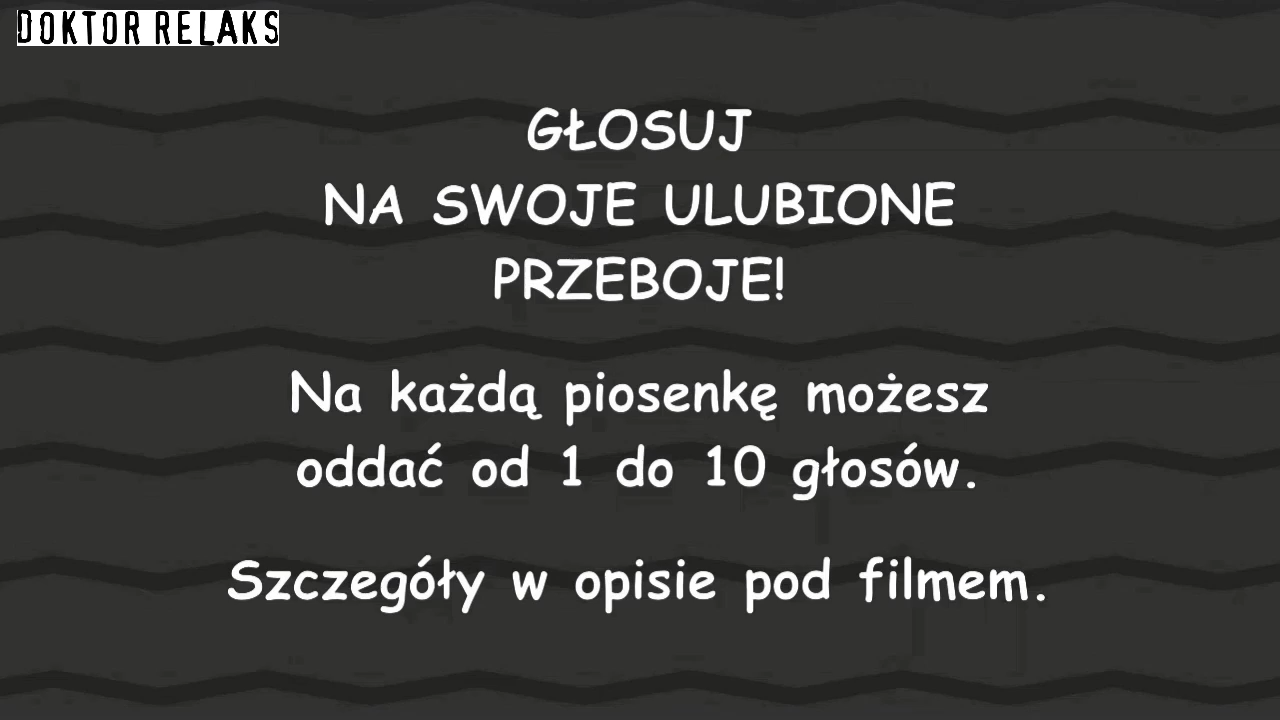 DOKTOR RELAKS
GŁOSUJ
NA SWOJE ULUBIONE
PRZEBOJE!
Na każdą piosenkę możesz
oddać od 1 do 10 głosów.
Szczegóły w opisie pod filmem.